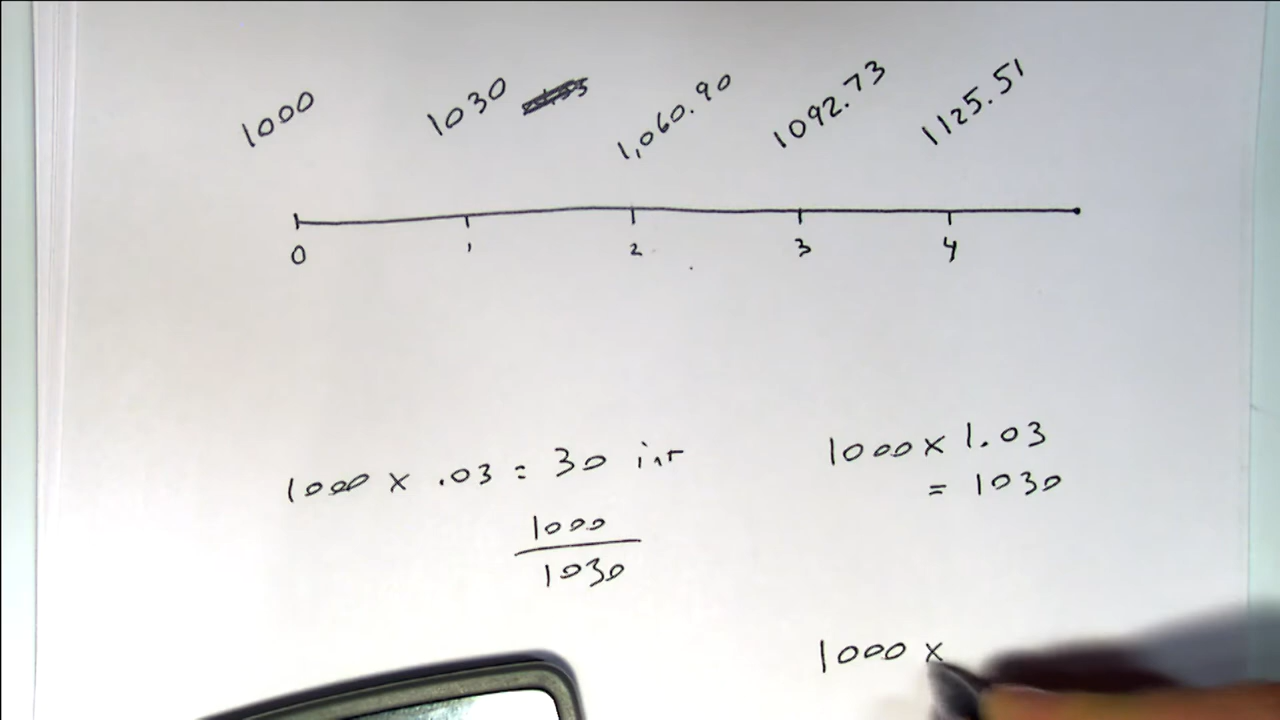 1000 1030 1,060.90 1092.73 1125.51
0 1 2 3 4
1000 x .03 = 30 int
1000
1030
1000 x 1.03
= 1030
1000 x